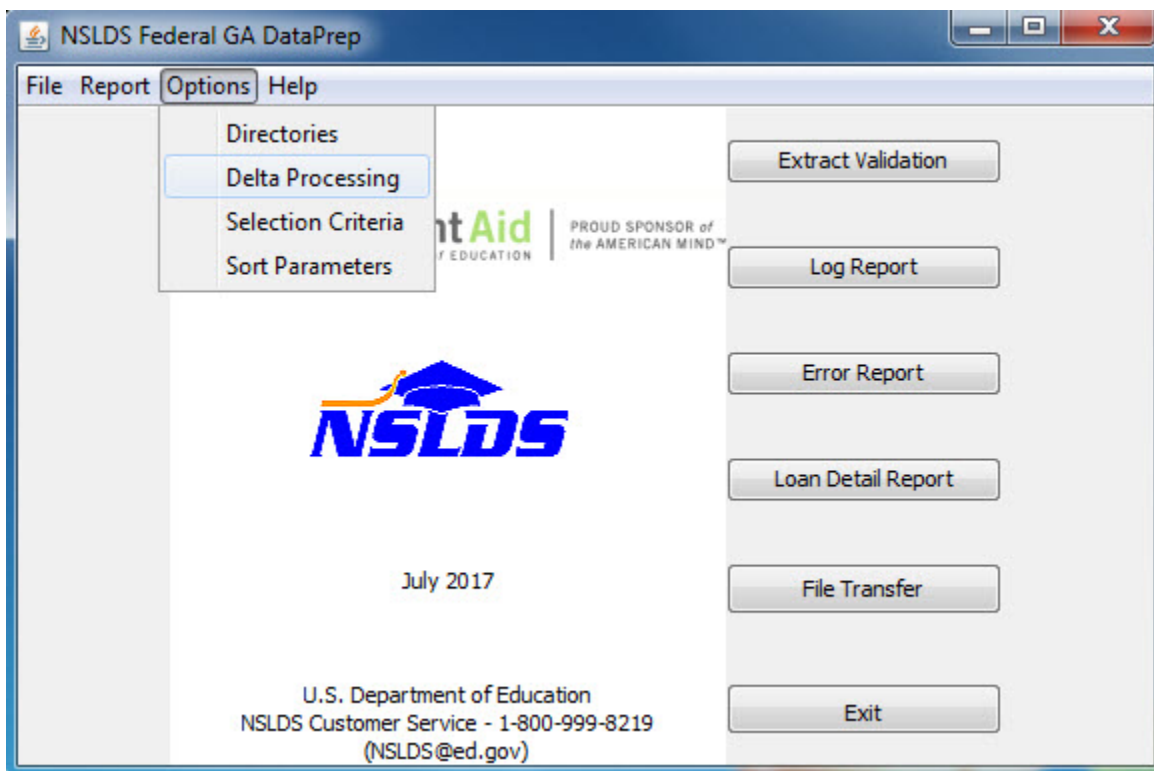 NSLDS Federal GA DataPrep
File Report Options Help
Directories
Delta Processing
Selection Criteria
Sort Parameters
nt Aid
PROUD SPONSOR of
the AMERICAN MIND™
EDUCATION
NSLDS
July 2017
U.S. Department of Education
NSLDS Customer Service - 1-800-999-8219
(NSLDS@ed.gov)
Extract Validation
Log Report
Error Report
Loan Detail Report
File Transfer
Exit